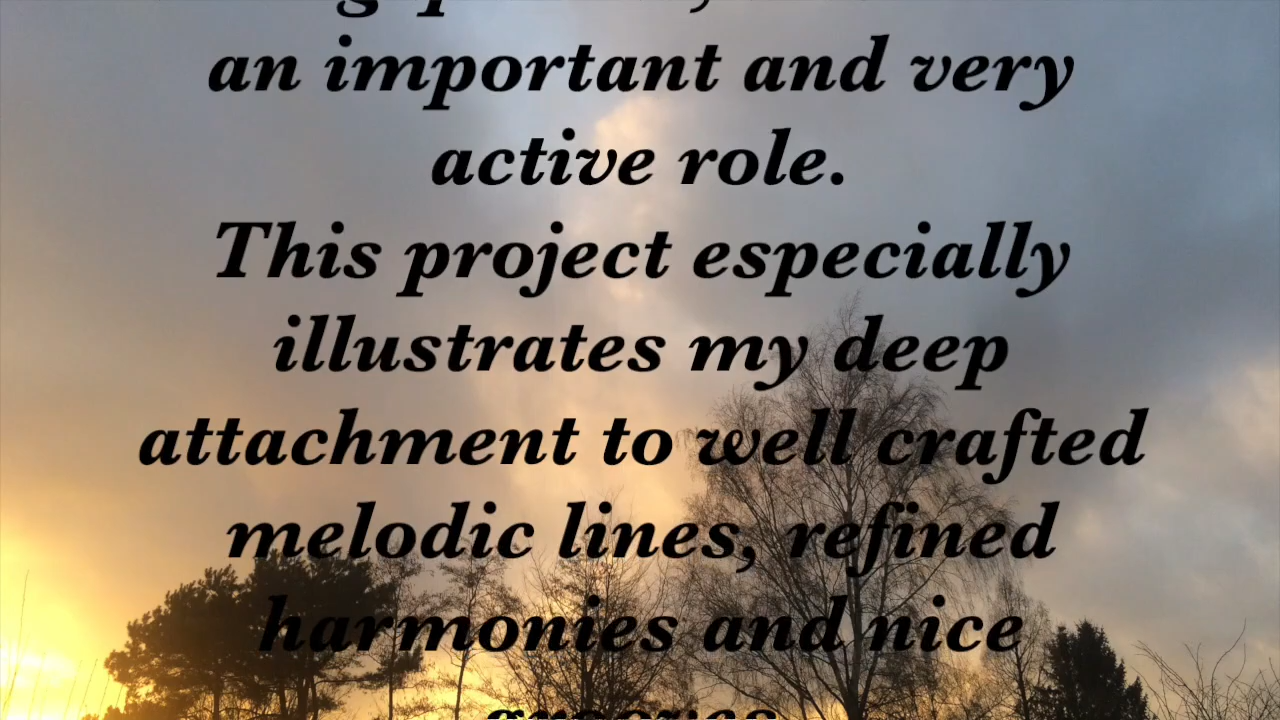 an important and very
active role.
This project especially
illustrates my deep
attachment to well crafted
melodic lines, refined
harmonies and nice
grooves